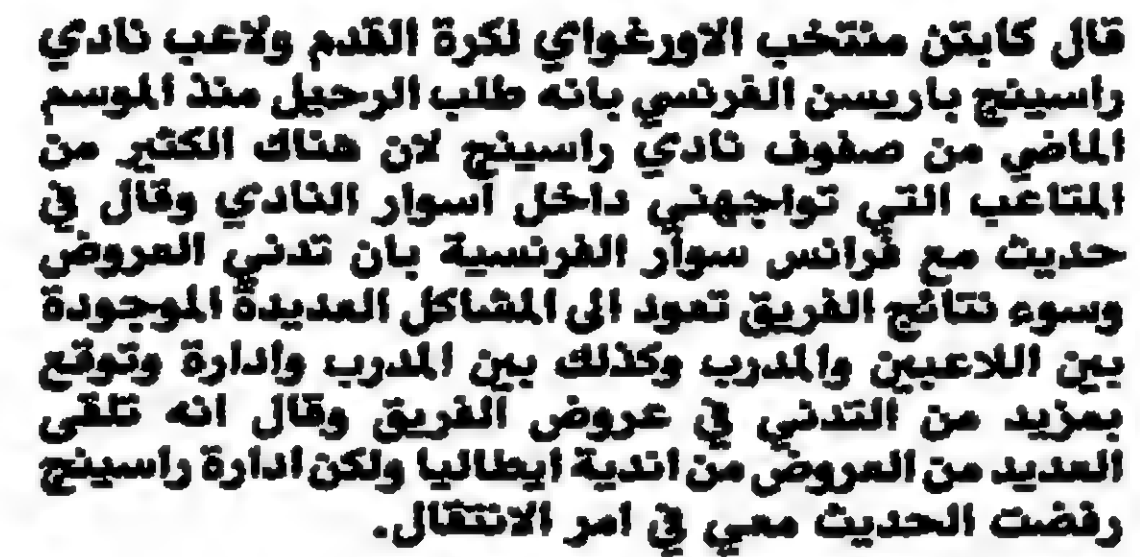 قال كابتن منتخب الاورغواي لكرة القدم ولاعب نادي
راسينج باريسن الفرنسي بانه طلب الرحيل منذ الموسم
الماضي من صفوف نادي راسينج لان هناك الكثير من
المتاعب التي تواجهني داخل اسوار النادي وقال في
حديث مع فرانس سوار الفرنسية بان تدني العروض
وسوء نتائج الفريق تعود الى المشاكل العديدة الموجودة
بين اللاعبين والمدرب وكذلك بين المدرب وادارة وتوقع
بمزيد من التدني في عروض الفريق وقال انه تلقى
العديد من العروض من اندية ايطاليا ولكن ادارة راسينج
رفضت الحديث معي في امر الانتقال.